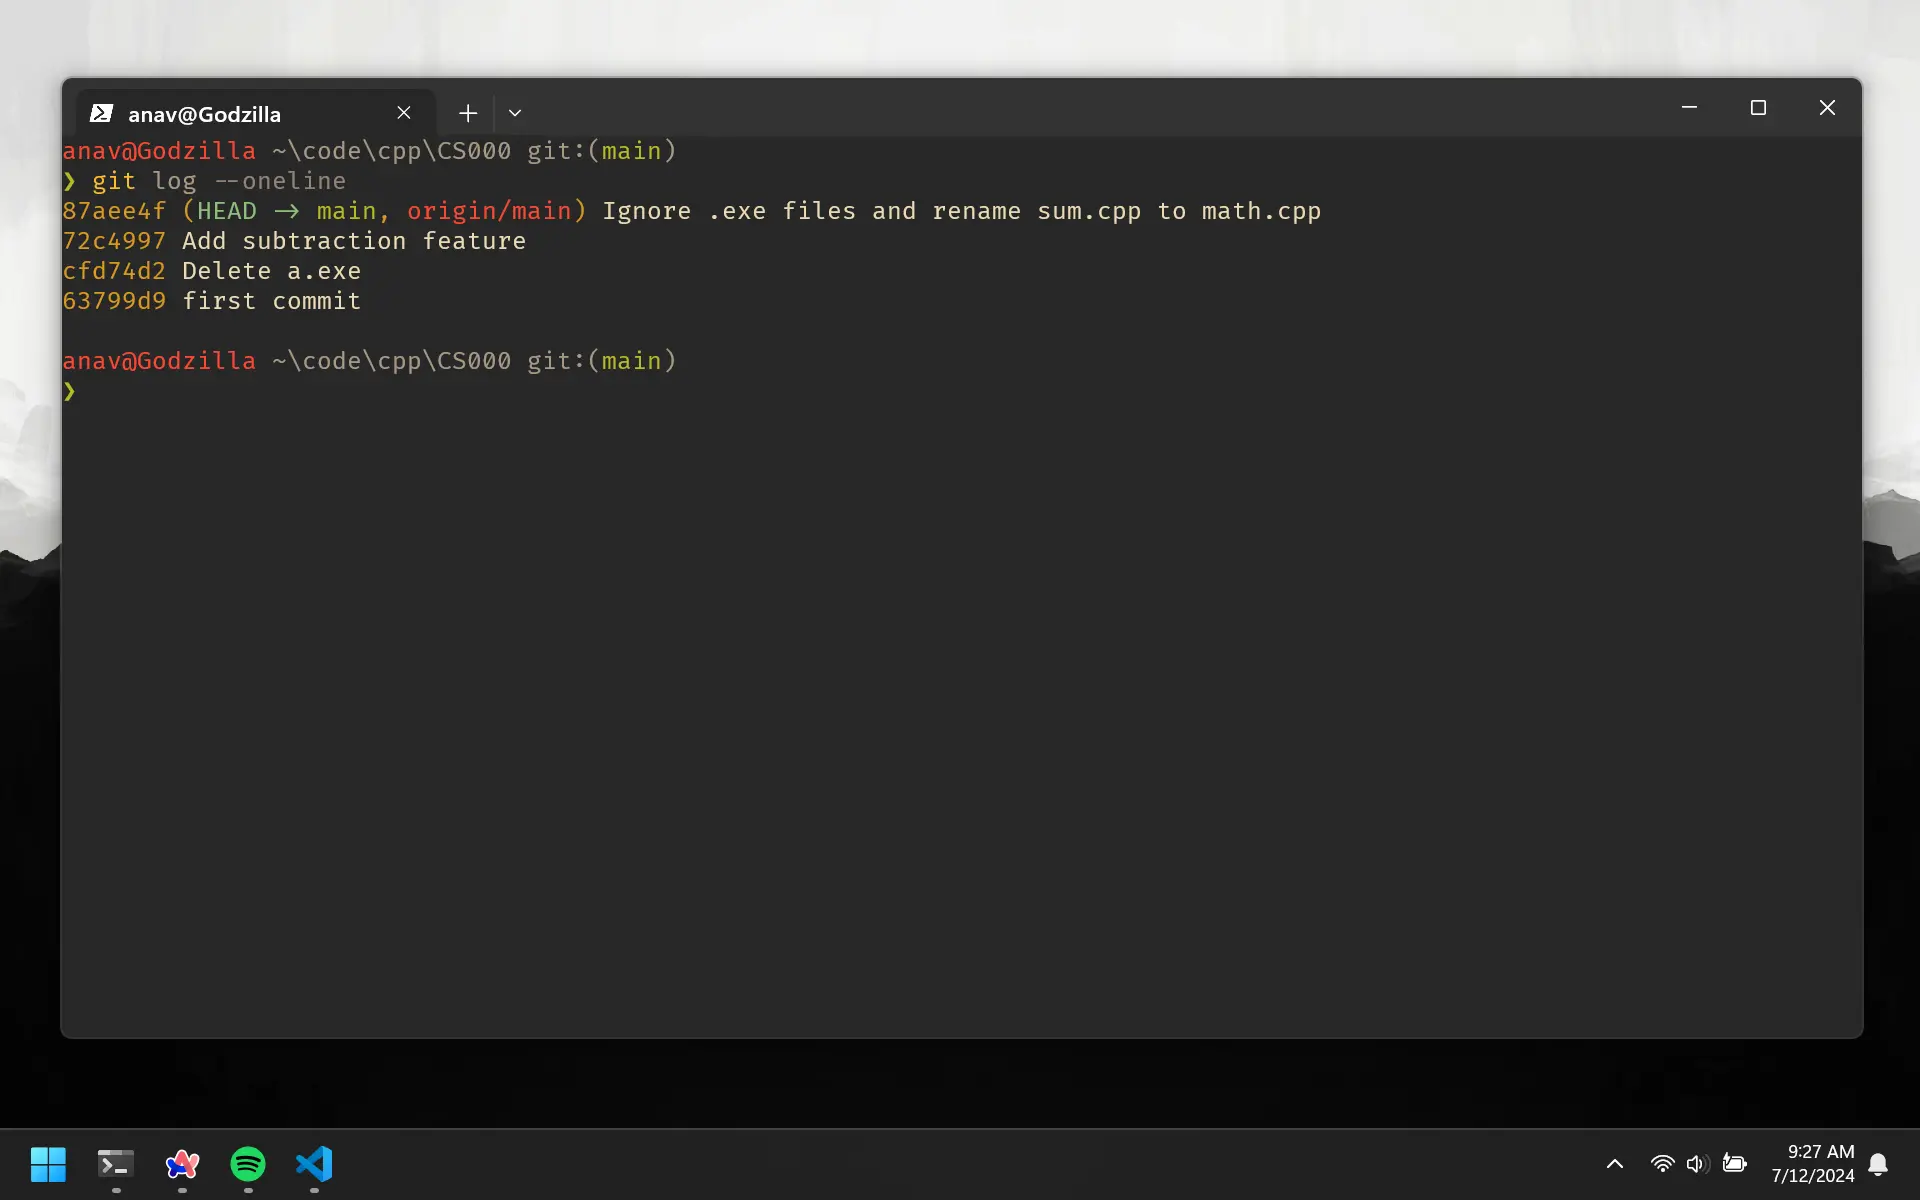 anav@Godzilla
anav@Godzilla ~\code\cpp\CS000 git:(main)
❯ git log --oneline
87aee4f (HEAD -> main, origin/main) Ignore .exe files and rename sum.cpp to math.cpp
72c4997 Add subtraction feature
cfd74d2 Delete a.exe
63799d9 first commit
anav@Godzilla ~\code\cpp\CS000 git:(main)
❯
9:27 AM
7/12/2024